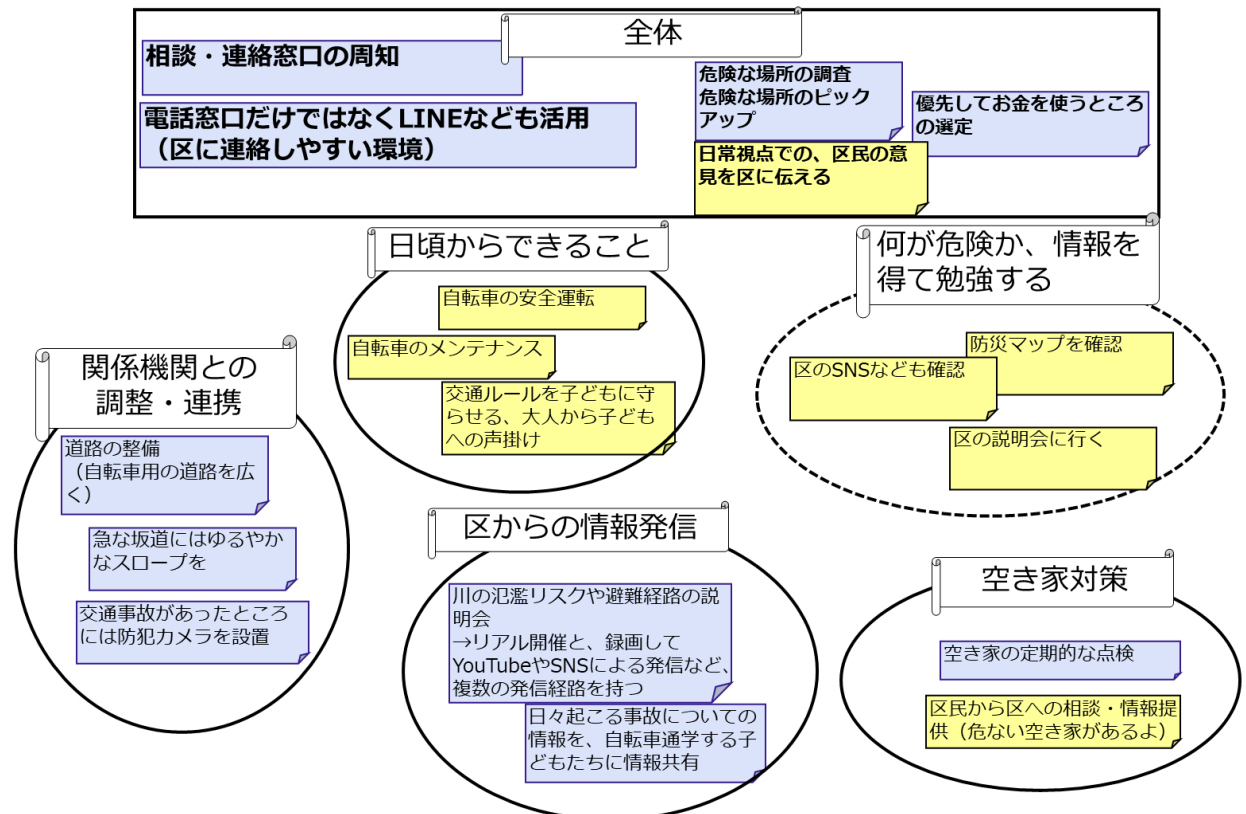 全体
相談・連絡窓口の周知
電話窓口だけではなくLINEなども活用
（区に連絡しやすい環境）
危険な場所の調査
危険な場所のピック
アップ
優先してお金を使うところ
の選定
日常視点での、区民の意
見を区に伝える
日頃からできること
自転車の安全運転
自転車のメンテナンス
交通ルールを子どもに守
らせる、大人から子ども
への声掛け
何が危険か、情報を
得て勉強する
防災マップを確認
区のSNSなども確認
区の説明会に行く
関係機関との
調整・連携
道路の整備
（自転車用の道路を広
く）
急な坂道にはゆるやか
なスロープを
交通事故があったところ
には防犯カメラを設置
区からの情報発信
川の氾濫リスクや避難経路の説
明会
→リアル開催と、録画して
YouTubeやSNSによる発信など、
複数の発信経路を持つ
日々起こる事故についての
情報を、自転車通学する子
どもたちに情報共有
空き家対策
空き家の定期的な点検
区民から区への相談・情報提
供（危ない空き家があるよ）